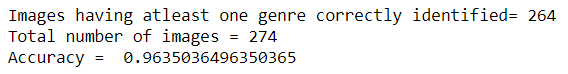 Images having atleast one genre correctly identified= 264
Total number of images = 274
Accuracy =  0.9635036496350365